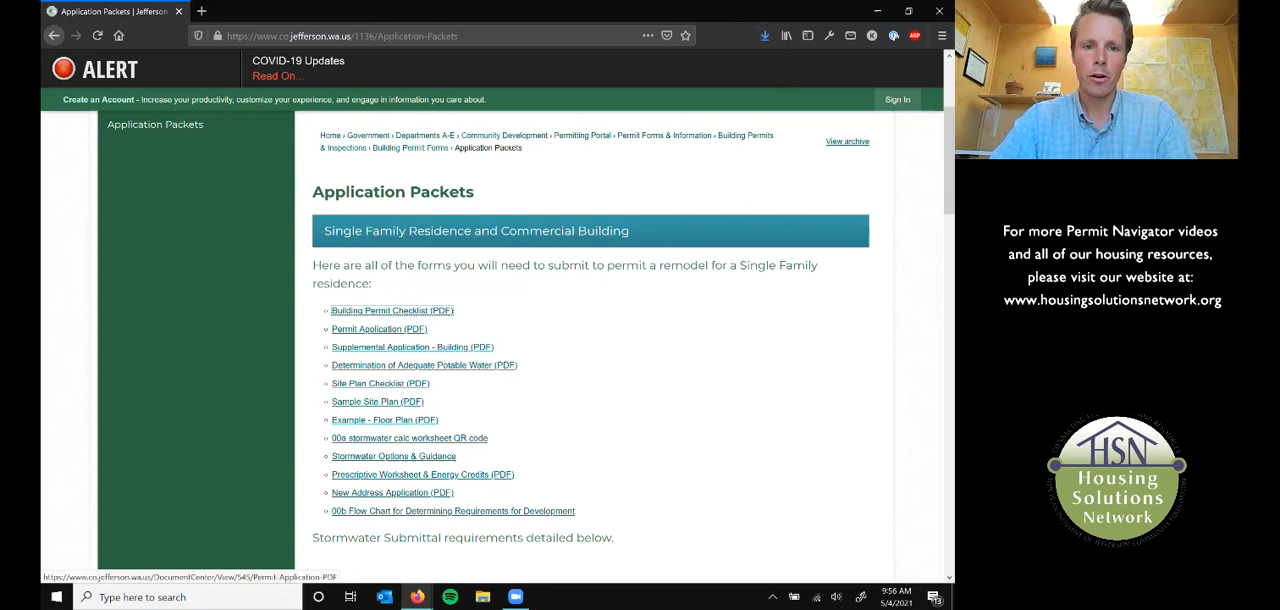 Application Packets | Jefferson
https://www.co.jefferson.wa.us/1136/Application-Packets
ABP
ALERT
COVID-19 Updates
Read On...
Create an Account - Increase your productivity, customize your experience, and engage in information you care about.
Sign In
Application Packets
Home › Government › Departments A-E › Community Development › Permitting Portal › Permit Forms & Information › Building Permits
& Inspections › Building Permit Forms › Application Packets
View archive
Application Packets
Single Family Residence and Commercial Building
Here are all of the forms you will need to submit to permit a remodel for a Single Family
residence:
Building Permit Checklist (PDF)
Permit Application (PDF)
Supplemental Application - Building (PDF)
Determination of Adequate Potable Water (PDF)
Site Plan Checklist (PDF)
Sample Site Plan (PDF)
Example - Floor Plan (PDF)
00a stormwater calc worksheet QR code
Stormwater Options & Guidance
Prescriptive Worksheet & Energy Credits (PDF)
New Address Application (PDF)
00b Flow Chart for Determining Requirements for Development
Stormwater Submittal requirements detailed below.
https://www.co.jefferson.wa.us/DocumentCenter/View/545/Permit-Application-PDF
Type here to search
9:56 AM
5/4/2021
13
For more Permit Navigator videos
and all of our housing resources,
please visit our website at:
www.housingsolutionsnetwork.org
HSN
Housing
Solutions
Network